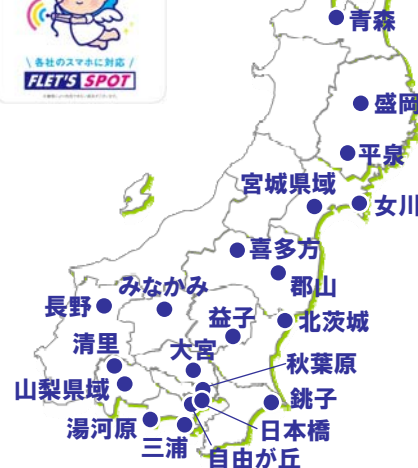 各社のスマホに対応
FLET'S SPOT
青森
盛岡
平泉
宮城県域
女川
喜多方
郡山
みなかみ
長野
益子
北茨城
清里
大宮
秋葉原
山梨県域
銚子
湯河原
日本橋
三浦
自由が丘